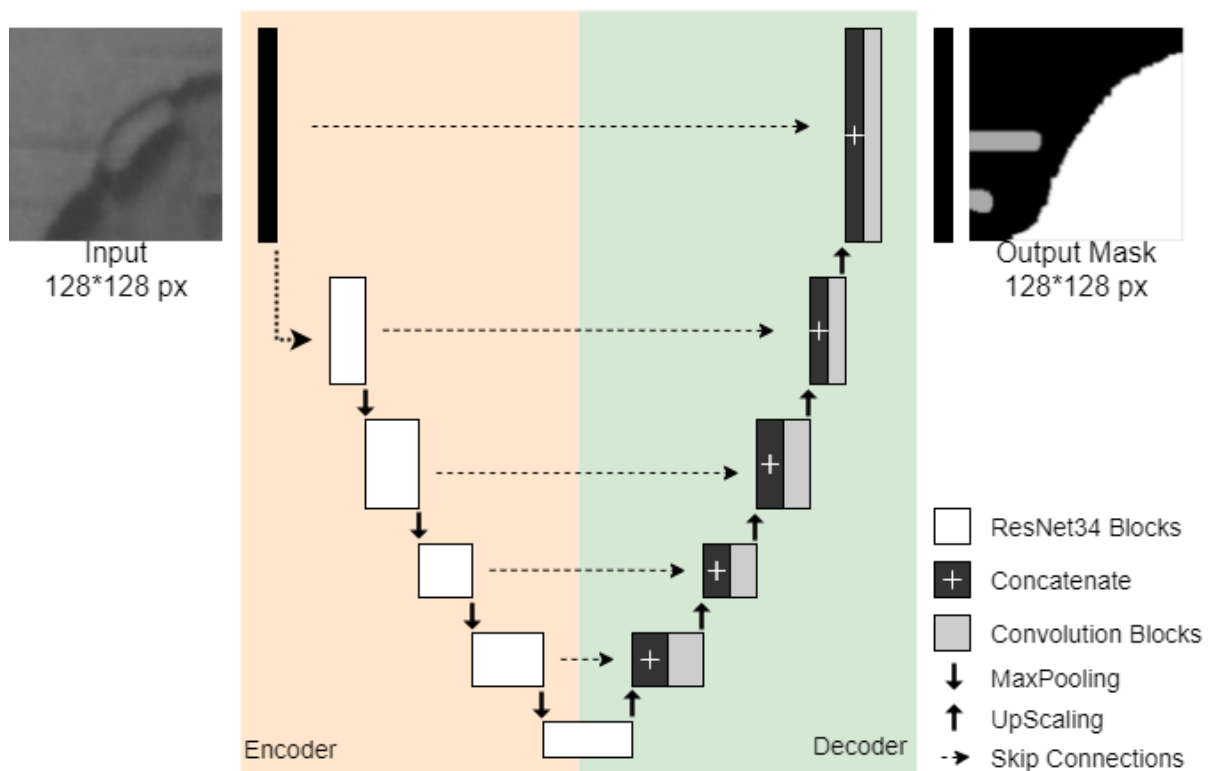 Input
128*128 px
Output Mask
128*128 px
ResNet34 Blocks
+ Concatenate
Convolution Blocks
MaxPooling
UpScaling
Skip Connections
Encoder
Decoder
+
+
+
+
+